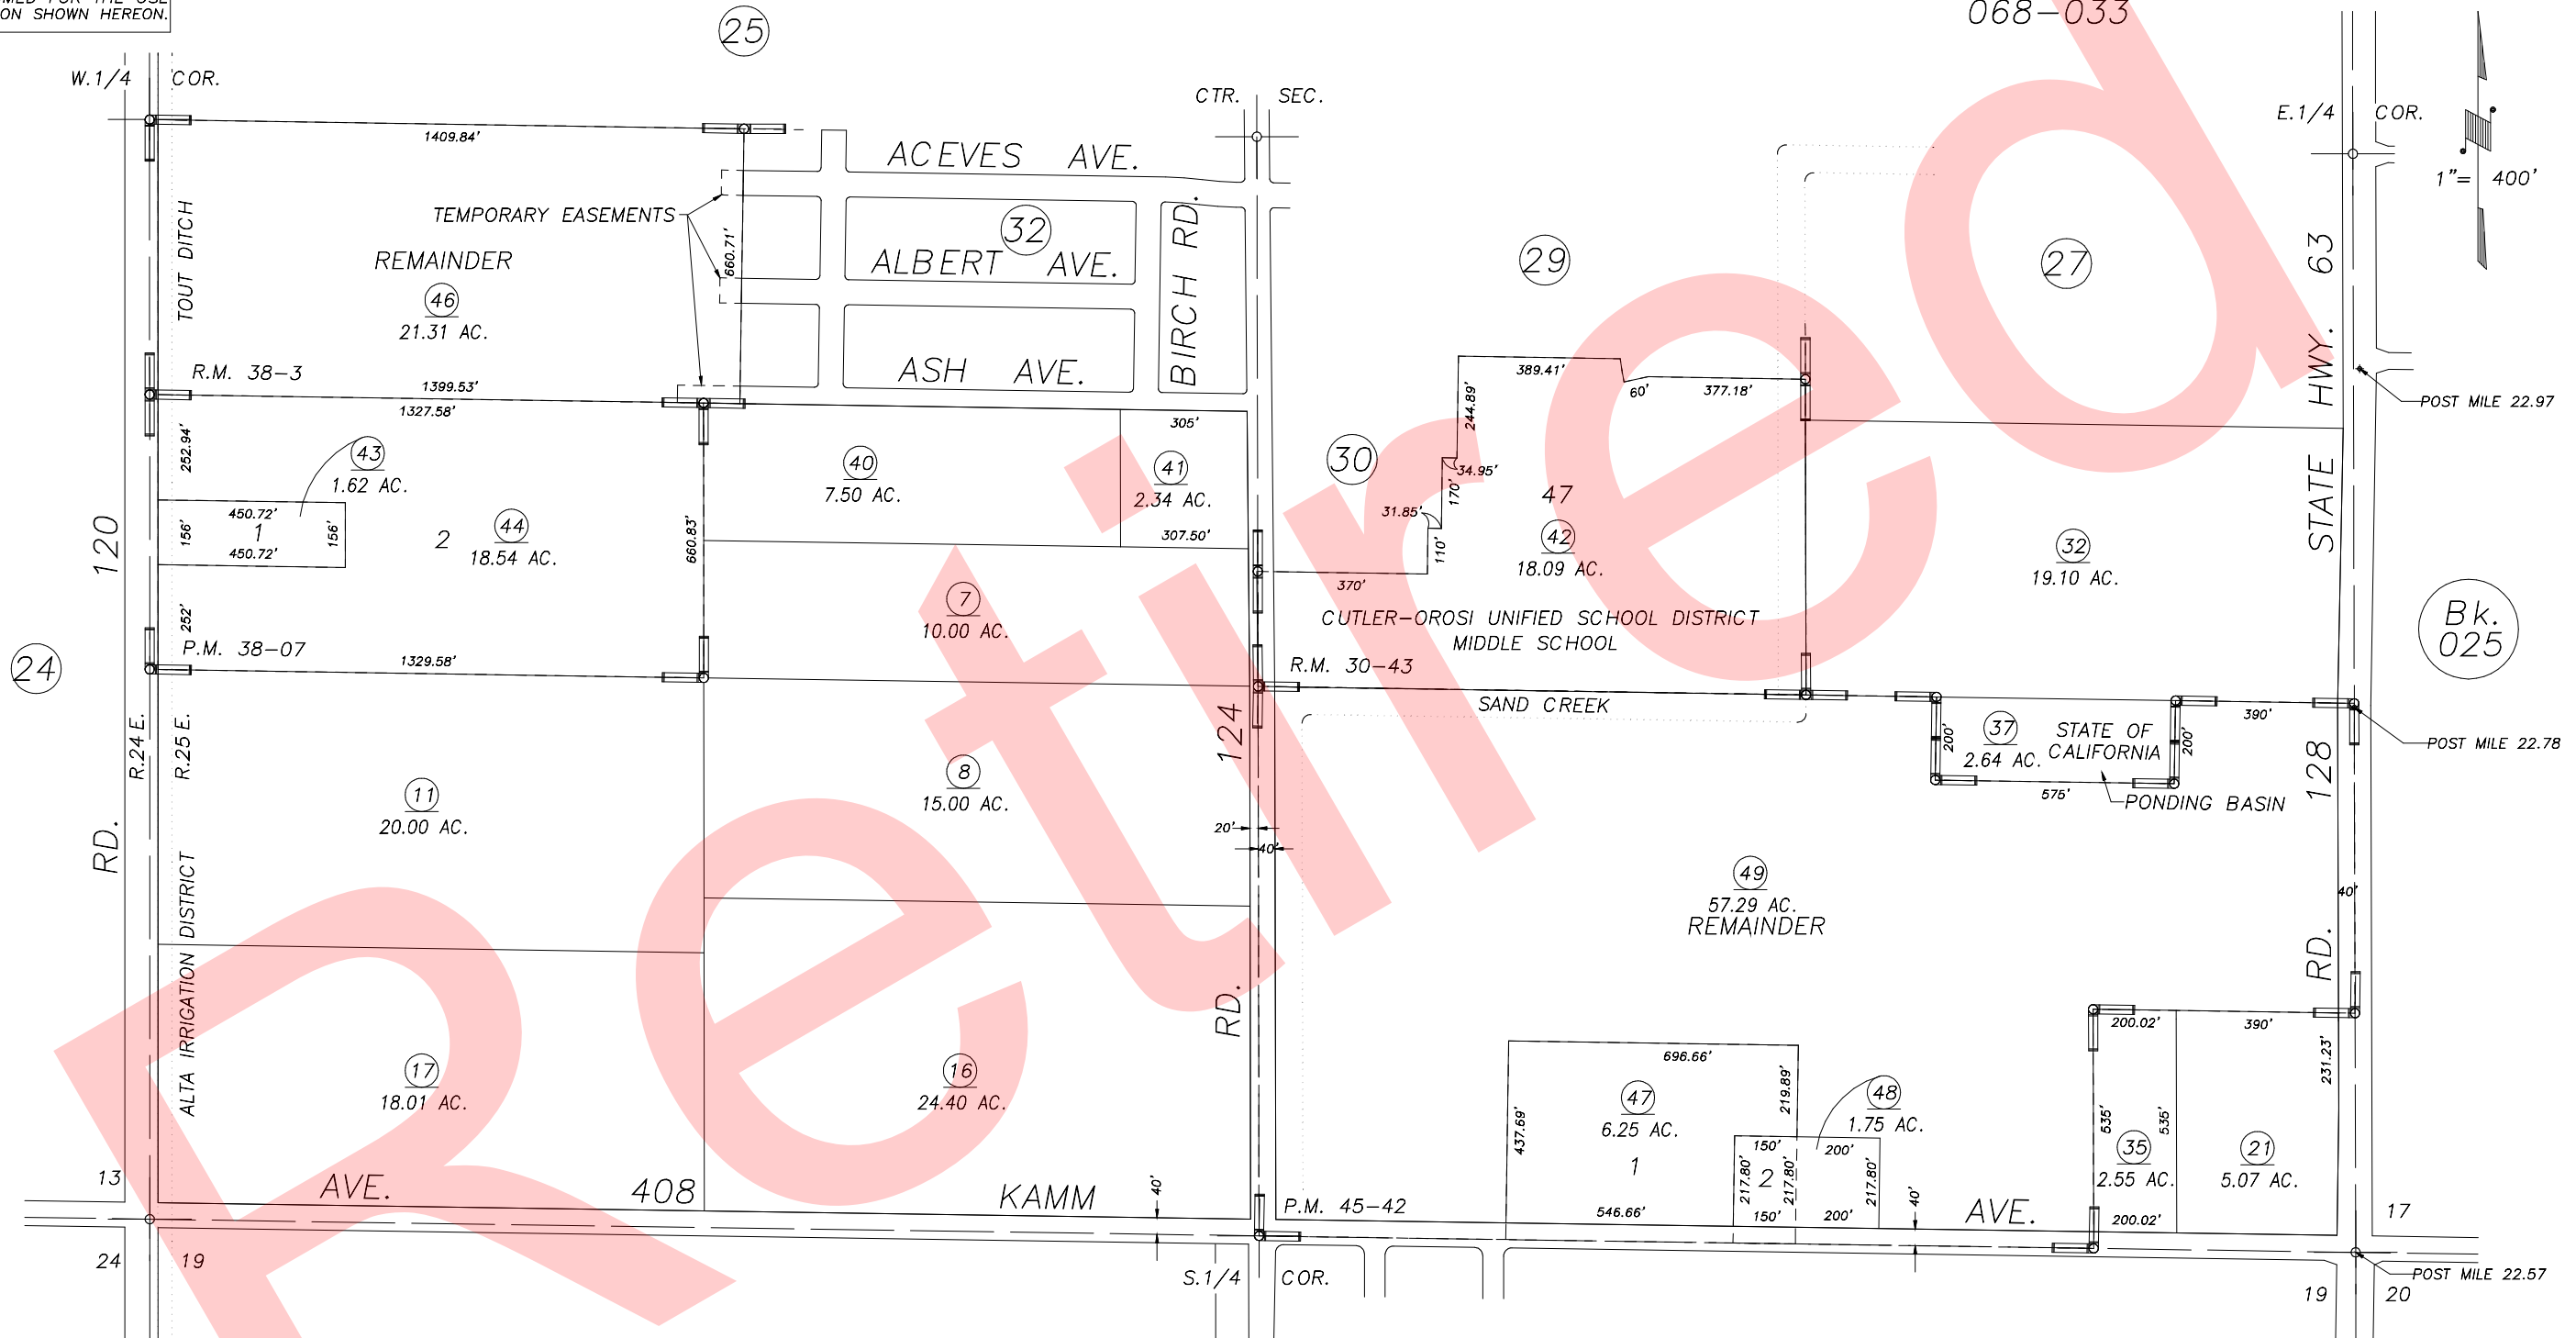 MED FOR THE USE
ON SHOWN HEREON.
25
068-033
W.1/4 COR.
CTR. SEC.
E.1/4 COR.
1"= 400'
1409.84'
ACEVES AVE.
TEMPORARY EASEMENTS
TOUT DITCH
REMAINDER
46
21.31 AC.
660.71'
32
ALBERT AVE.
BIRCH RD.
ASH AVE.
29
27
STATE HWY. 63
R.M. 38-3
1399.53'
1327.58'
389.41'
60'
377.18'
244.89'
POST MILE 22.97
305'
252.94'
43
1.62 AC.
40
7.50 AC.
41
2.34 AC.
307.50'
30
34.95'
170'
31.85'
110'
370'
47
42
18.09 AC.
32
19.10 AC.
120
RD.
450.72'
1
450.72'
156'
156'
2
44
18.54 AC.
660.83'
252'
7
10.00 AC.
CUTLER-OROSI UNIFIED SCHOOL DISTRICT
MIDDLE SCHOOL
Bk.
025
24
P.M. 38-07
1329.58'
R.M. 30-43
SAND CREEK
R.24 E.
R.25 E.
124
RD.
200'
37
2.64 AC.
STATE OF
CALIFORNIA
200'
390'
575'
PONDING BASIN
POST MILE 22.78
128
RD.
11
20.00 AC.
8
15.00 AC.
20'
40'
49
57.29 AC.
REMAINDER
40'
ALTA IRRIGATION DISTRICT
17
18.01 AC.
16
24.40 AC.
696.66'
437.69'
219.89'
47
6.25 AC.
1
48
1.75 AC.
150'
200'
217.80'
2
217.80'
217.80'
546.66'
150'
200'
200.02'
390'
231.23'
535'
535'
35
2.55 AC.
200.02'
21
5.07 AC.
13
AVE. 408 KAMM
40'
P.M. 45-42
40'
AVE.
17
24
19
S.1/4 COR.
19
20
POST MILE 22.57
Retired